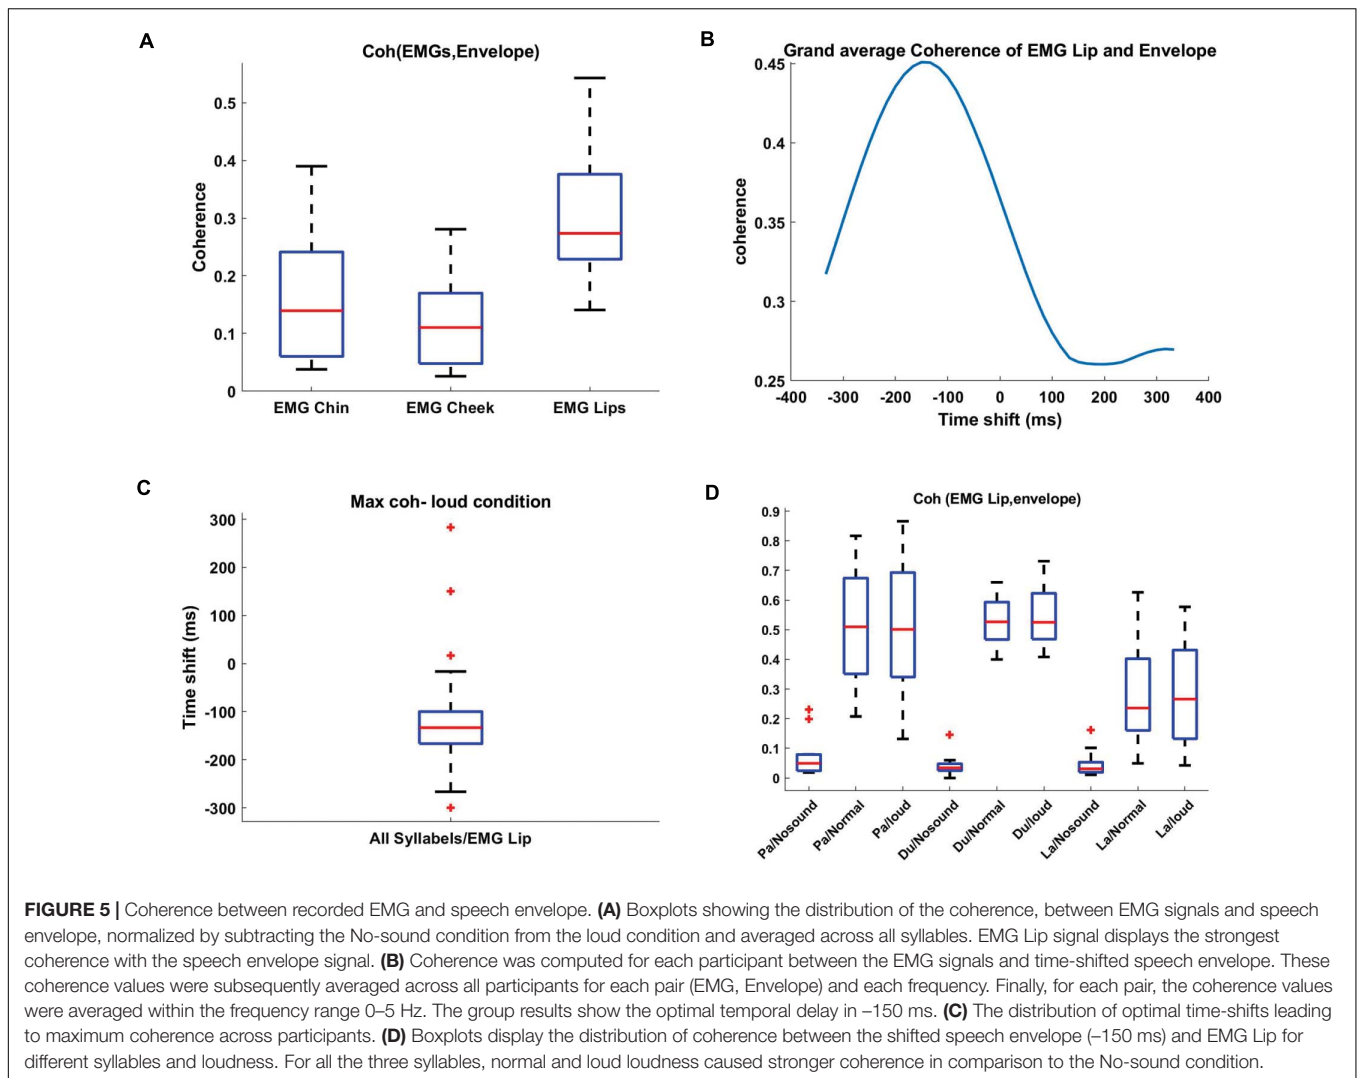 A
Coh(EMGs,Envelope)
Coherence
0.5
0.4
0.3
0.2
0.1
0
EMG Chin EMG Cheek EMG Lips
B
Grand average Coherence of EMG Lip and Envelope
coherence
0.45
0.4
0.35
0.3
0.25
-400 -300 -200 -100 0 100 200 300 400
Time shift (ms)
C
Max coh- loud condition
Time shift (ms)
300
200
100
0
-100
-200
-300
All Syllabels/EMG Lip
D
Coh (EMG Lip,envelope)
0.9
0.8
0.7
0.6
0.5
0.4
0.3
0.2
0.1
0
Pa/Nosound Pa/Normal Pa/loud Du/Nosound Du/Normal Du/loud La/Nosound La/Normal La/loud
FIGURE 5 | Coherence between recorded EMG and speech envelope. (A) Boxplots showing the distribution of the coherence, between EMG signals and speech
envelope, normalized by subtracting the No-sound condition from the loud condition and averaged across all syllables. EMG Lip signal displays the strongest
coherence with the speech envelope signal. (B) Coherence was computed for each participant between the EMG signals and time-shifted speech envelope. These
coherence values were subsequently averaged across all participants for each pair (EMG, Envelope) and each frequency. Finally, for each pair, the coherence values
were averaged within the frequency range 0–5 Hz. The group results show the optimal temporal delay in –150 ms. (C) The distribution of optimal time-shifts leading
to maximum coherence across participants. (D) Boxplots display the distribution of coherence between the shifted speech envelope (–150 ms) and EMG Lip for
different syllables and loudness. For all the three syllables, normal and loud loudness caused stronger coherence in comparison to the No-sound condition.